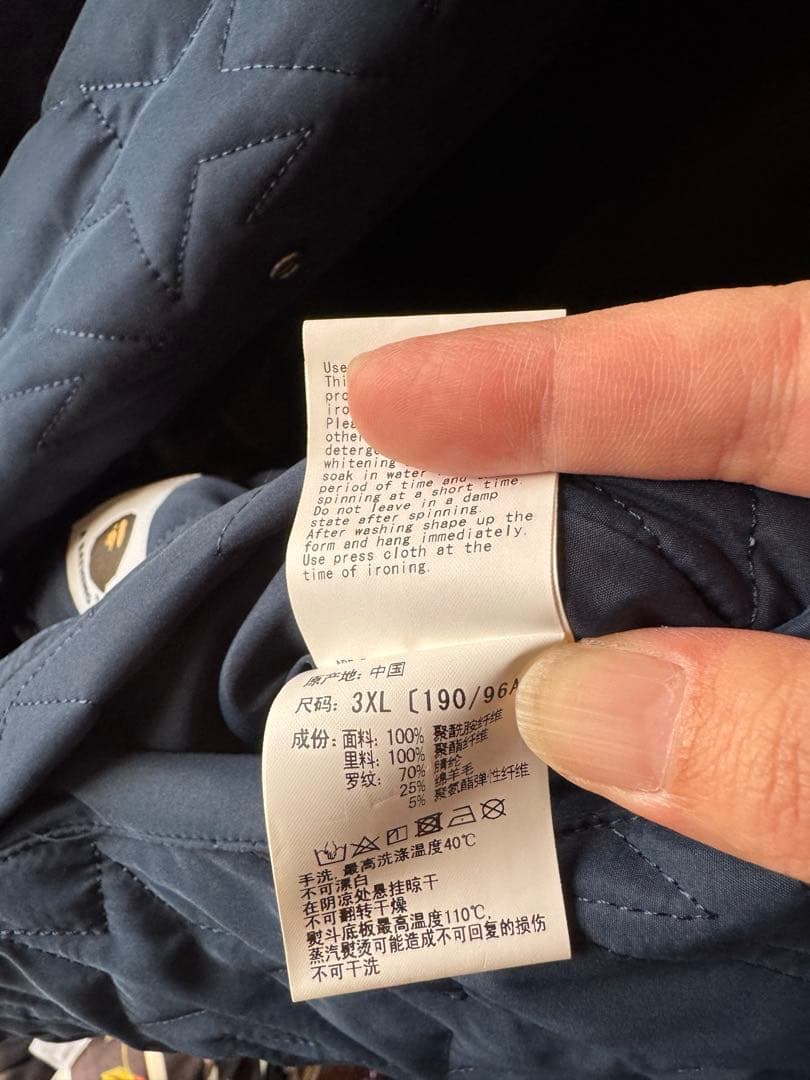 Use
Thi
pro
iro
Plea
other
deterg
whitening
soak in water
period of time and
spinning at a short time.
Do not leave in a damp
state after spinning.
After washing shape up the
form and hang immediately.
Use press cloth at the
time of ironing.
原产地: 中国
尺码: 3XL (190/96A
成份: 面料: 100% 聚酰胺纤维
里料: 100% 聚酯纤维
罗纹: 70% 腈纶
25% 绵羊毛
5% 聚氨酯弹性纤维
手洗, 最高洗涤温度40℃
不可漂白
在阴凉处悬挂晾干
不可翻转干燥
熨斗底板最高温度110℃,
蒸汽熨烫可能造成不可回复的损伤
不可干洗